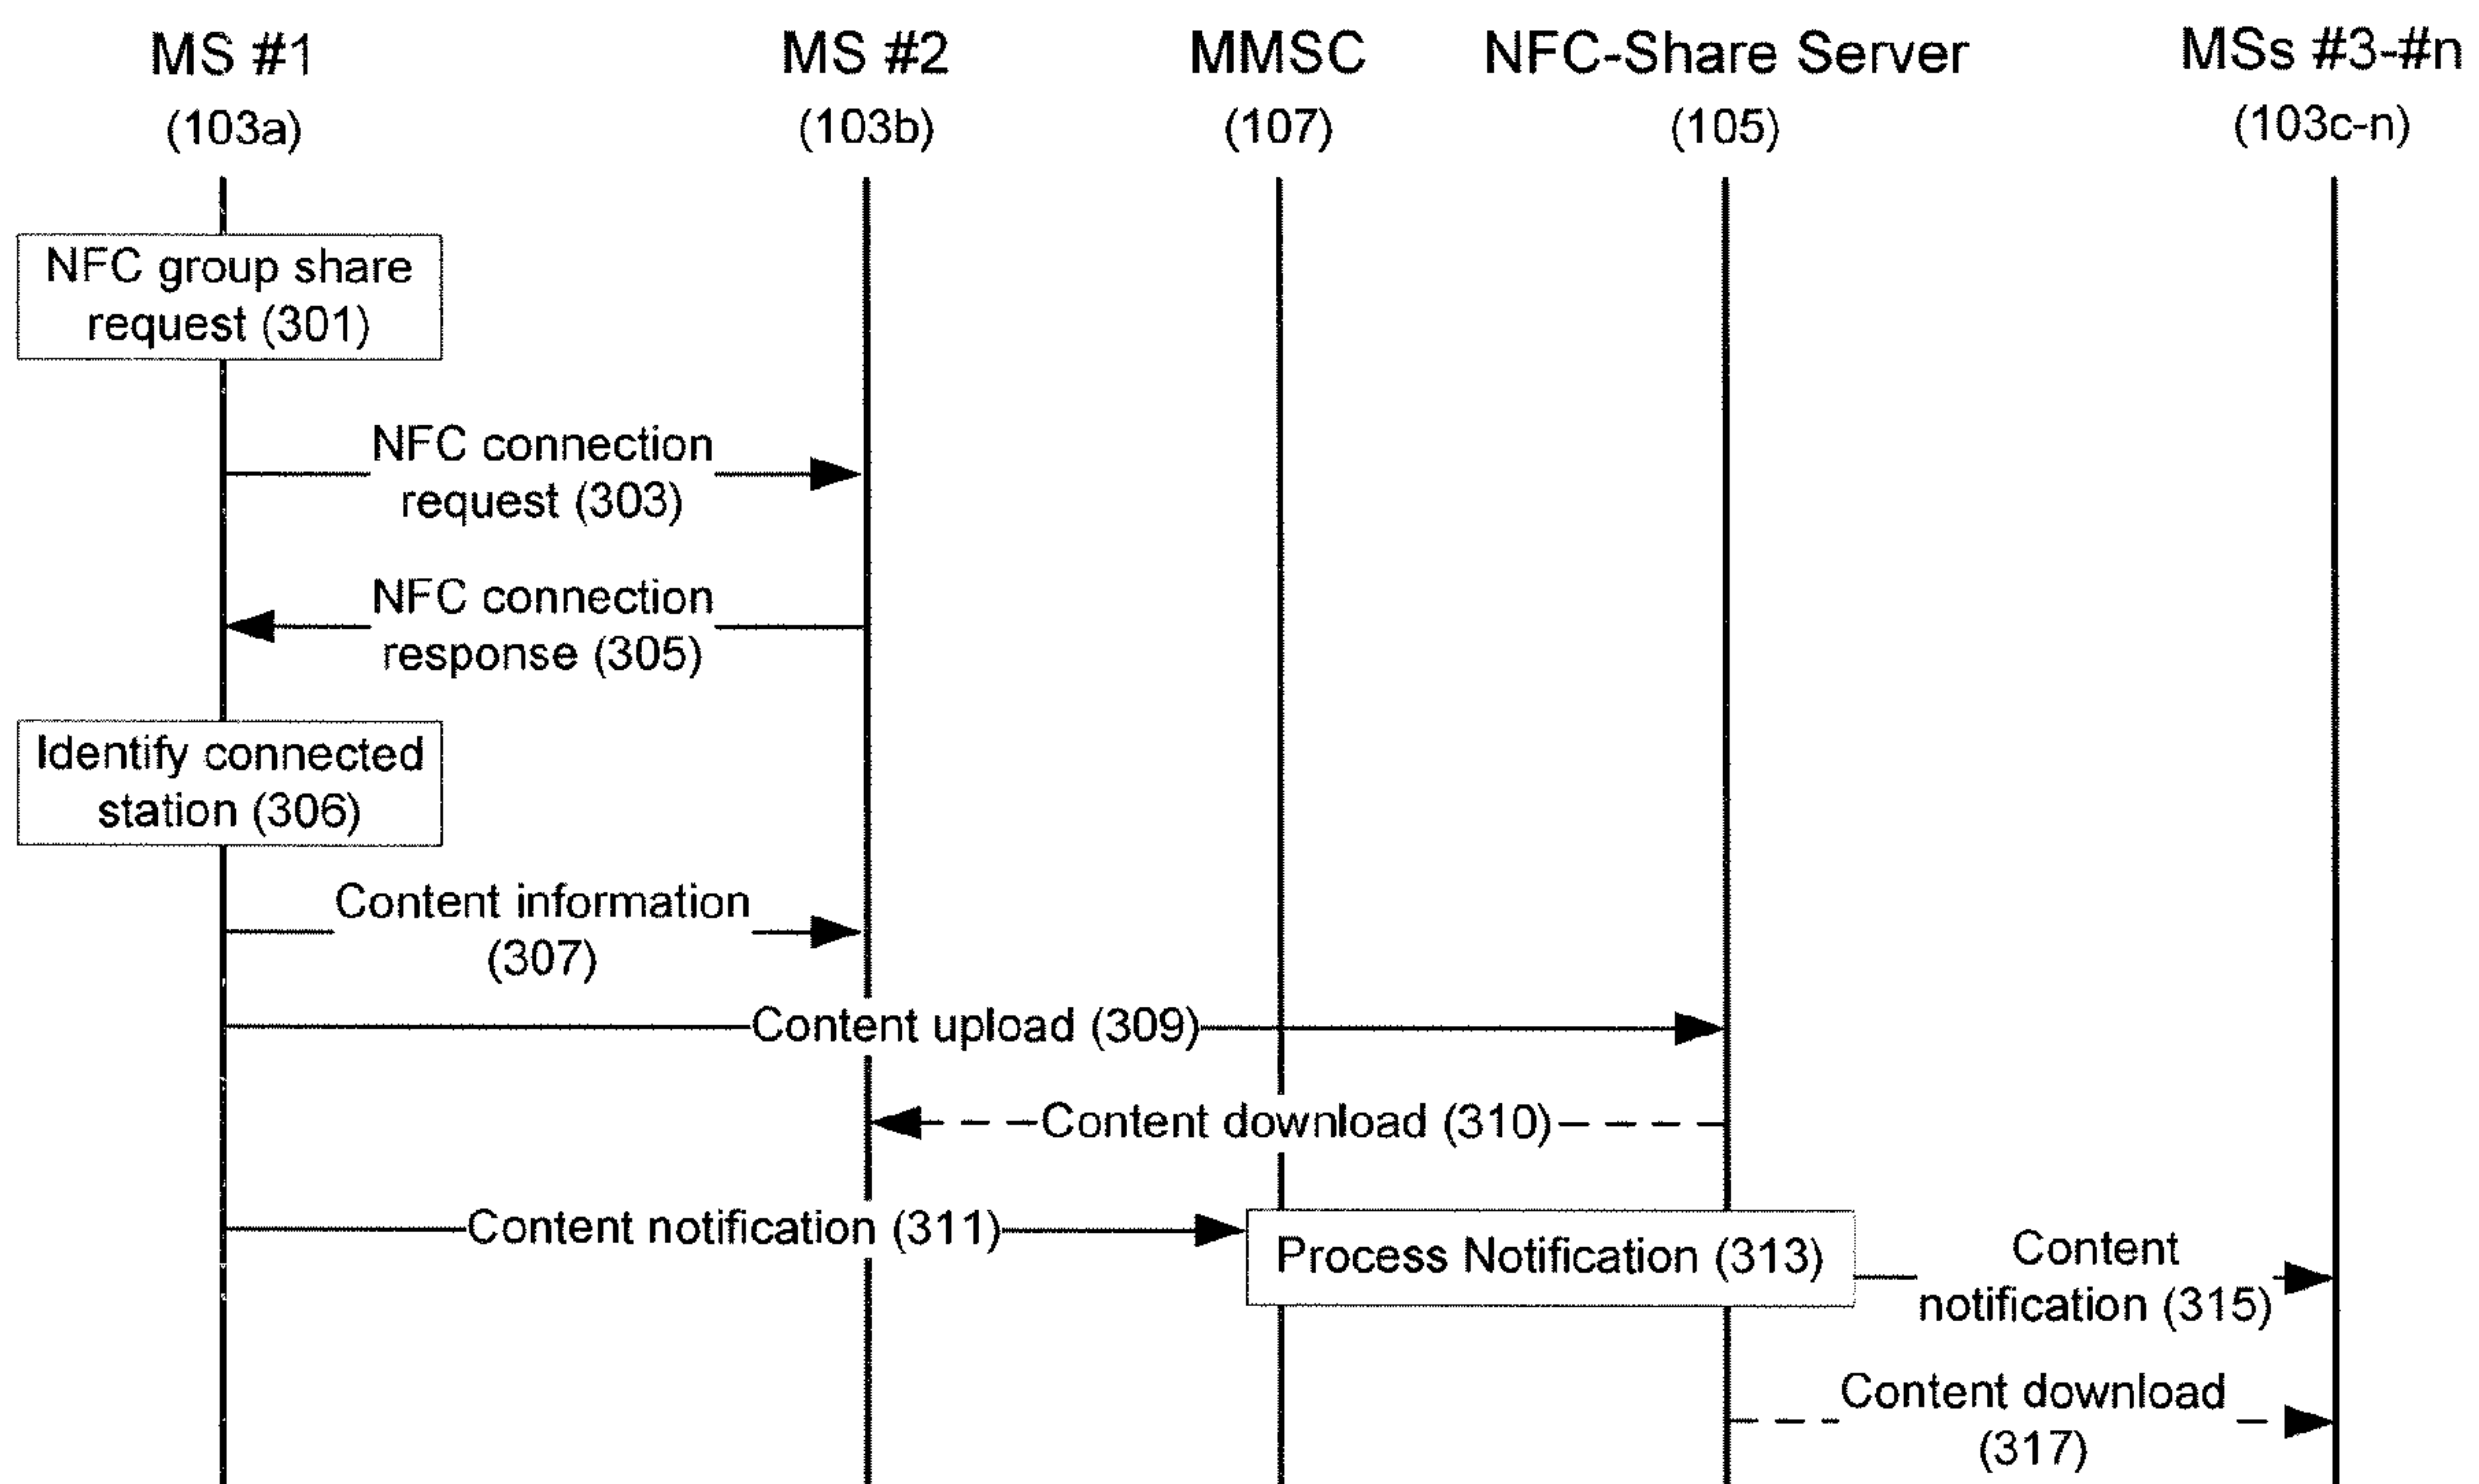 MS #1
(103a)
MS #2
(103b)
MMSC
(107)
NFC-Share Server
(105)
MSs #3-#n
(103c-n)
NFC group share
request (301)
NFC connection
request (303)
NFC connection
response (305)
Identify connected
station (306)
Content information
(307)
Content upload (309)
Content download (310)
Content notification (311)
Process Notification (313)
Content
notification (315)
Content download
(317)